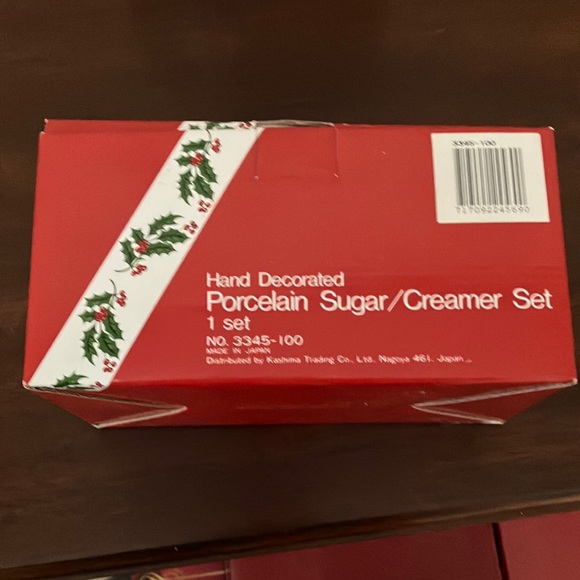 3345-100
717092245690
Hand Decorated
Porcelain Sugar/Creamer Set
1 set
NO. 3345-100
MADE IN JAPAN
Distributed by Kashima Trading Co., Ltd. Nagoya 461. Japan